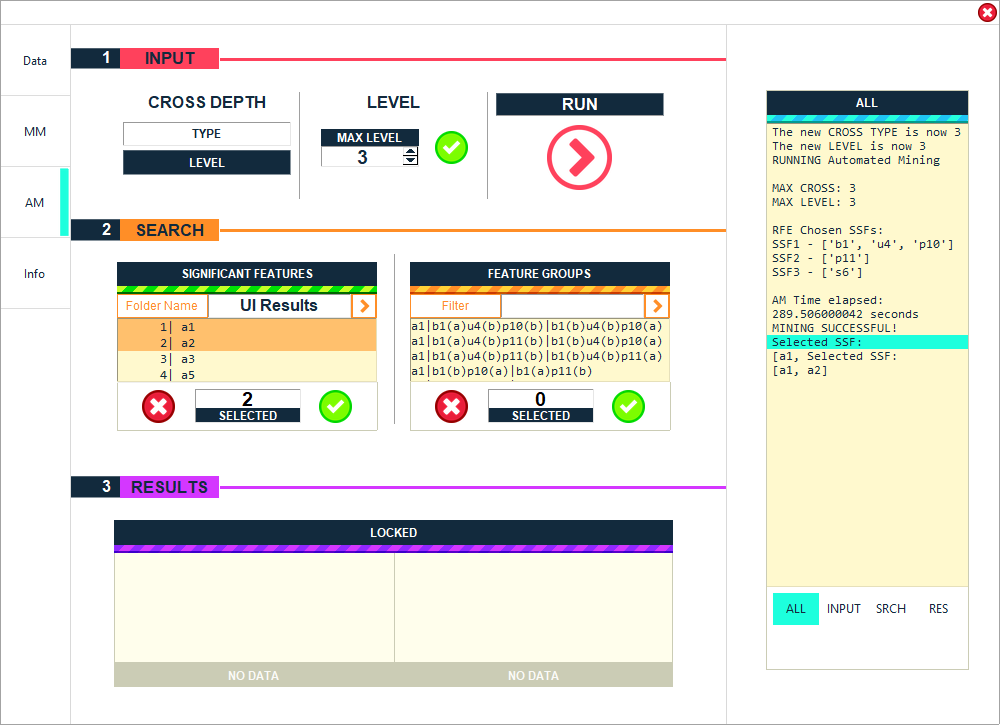 Data
MM
AM
Info
1 INPUT
CROSS DEPTH
TYPE
LEVEL
LEVEL
MAX LEVEL
3
RUN
2 SEARCH
SIGNIFICANT FEATURES
Folder Name UI Results
1| a1
2| a2
3| a3
4| a5
2
SELECTED
FEATURE GROUPS
Filter
a1|b1(a)u4(b)p10(b)|b1(b)u4(b)p10(a)
a1|b1(a)u4(b)p11(b)|b1(b)u4(b)p10(a)
a1|b1(a)u4(b)p11(b)|b1(b)u4(b)p11(a)
a1|b1(b)p10(a)|b1(a)p11(b)
0
SELECTED
3 RESULTS
LOCKED
NO DATA NO DATA
ALL
The new CROSS TYPE is now 3
The new LEVEL is now 3
RUNNING Automated Mining
MAX CROSS: 3
MAX LEVEL: 3
RFE Chosen SSFs:
SSF1 - ['b1', 'u4', 'p10']
SSF2 - ['p11']
SSF3 - ['s6']
AM Time elapsed:
289.506000042 seconds
MINING SUCCESSFUL!
Selected SSF:
[a1, Selected SSF:
[a1, a2]
ALL INPUT SRCH RES